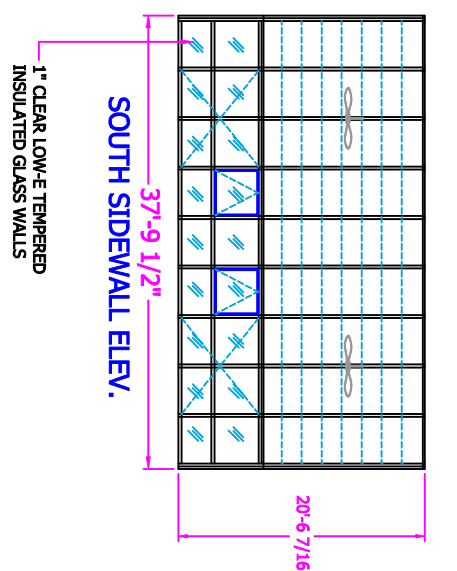 20'-6 7/16
37'-9 1/2"
SOUTH SIDEWALL ELEV.
1" CLEAR LOW-E TEMPERED
INSULATED GLASS WALLS